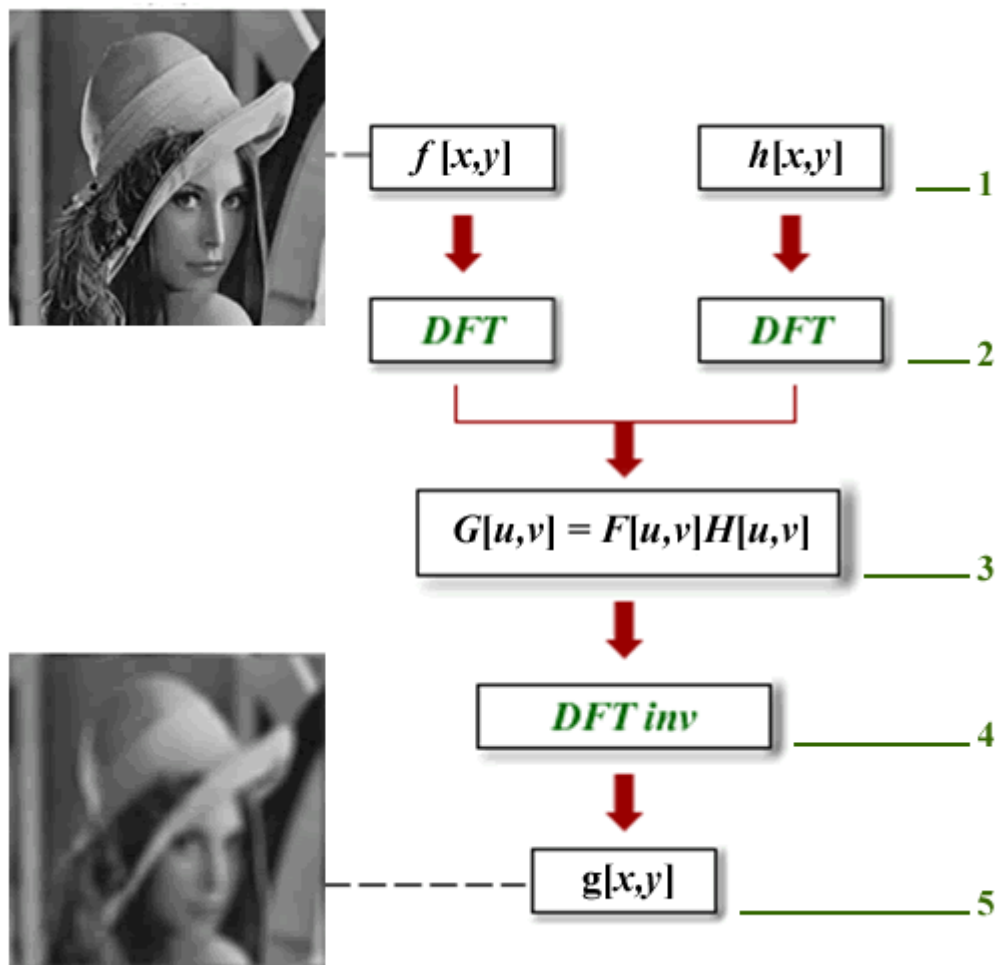 f [x,y] h[x,y] 1
DFT DFT 2
G[u,v] = F[u,v]H[u,v] 3
DFT inv 4
g[x,y] 5